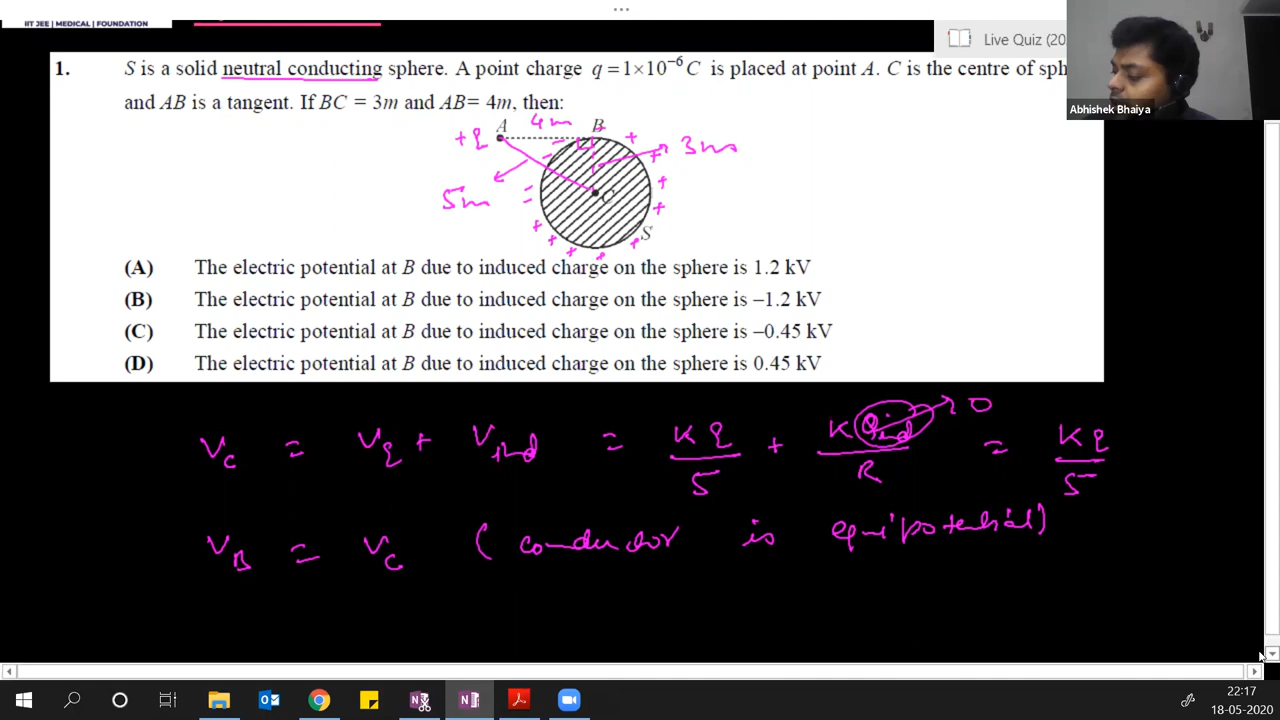 IIT JEE | MEDICAL | FOUNDATION
Live Quiz (20
Abhishek Bhaiya
1. S is a solid neutral conducting sphere. A point charge q = 1×10⁻⁶ C is placed at point A. C is the centre of sph
and AB is a tangent. If BC = 3m and AB= 4m, then:
4m
A B
+q
3m
5m
C
S
(A) The electric potential at B due to induced charge on the sphere is 1.2 kV
(B) The electric potential at B due to induced charge on the sphere is –1.2 kV
(C) The electric potential at B due to induced charge on the sphere is –0.45 kV
(D) The electric potential at B due to induced charge on the sphere is 0.45 kV
V_C = V_q + V_ind = Kq/5 + K Q_ind/R = Kq/5
0
V_B = V_C (conductor is equipotential)
22:17
18-05-2020